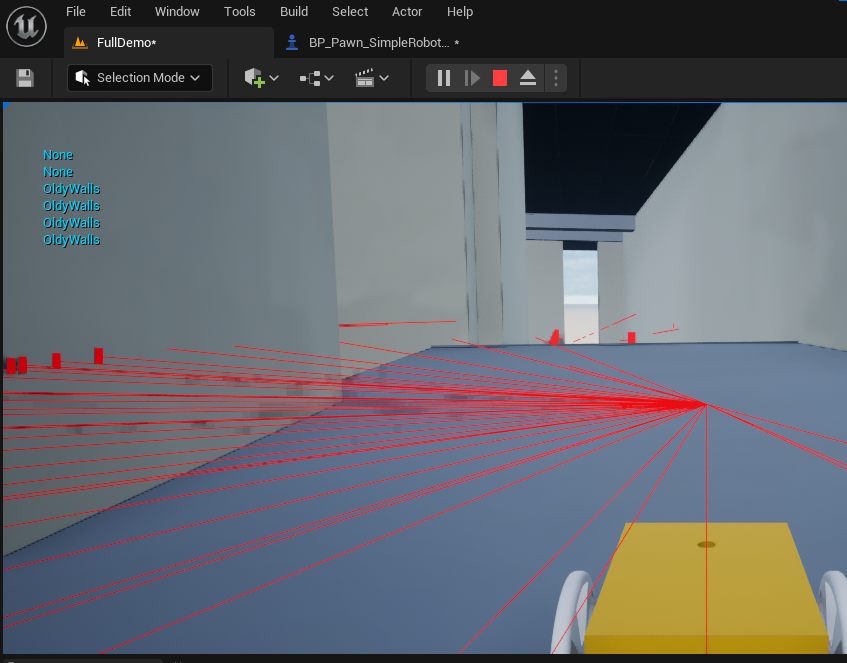 File Edit Window Tools Build Select Actor Help
FullDemo* BP_Pawn_SimpleRobot... *
Selection Mode
None
None
OldyWalls
OldyWalls
OldyWalls
OldyWalls